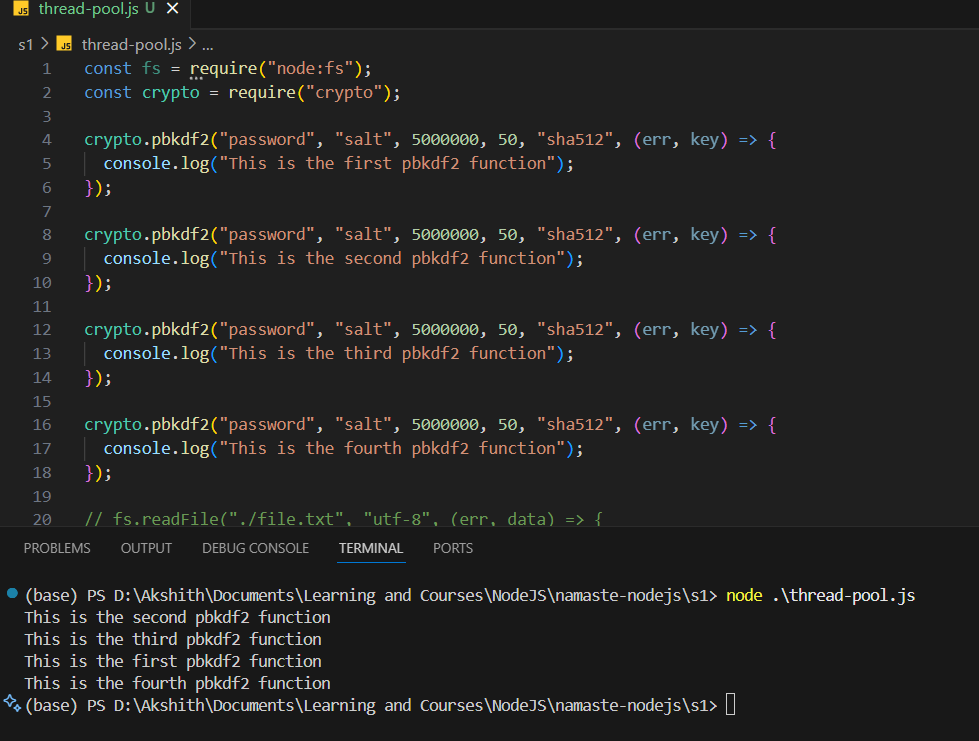 JS thread-pool.js U ✕
s1 > JS thread-pool.js > ...
1 const fs = require("node:fs");
2 const crypto = require("crypto");
3
4 crypto.pbkdf2("password", "salt", 5000000, 50, "sha512", (err, key) => {
5   console.log("This is the first pbkdf2 function");
6 });
7
8 crypto.pbkdf2("password", "salt", 5000000, 50, "sha512", (err, key) => {
9   console.log("This is the second pbkdf2 function");
10 });
11
12 crypto.pbkdf2("password", "salt", 5000000, 50, "sha512", (err, key) => {
13   console.log("This is the third pbkdf2 function");
14 });
15
16 crypto.pbkdf2("password", "salt", 5000000, 50, "sha512", (err, key) => {
17   console.log("This is the fourth pbkdf2 function");
18 });
19
20 // fs.readFile("./file.txt", "utf-8", (err, data) => {
PROBLEMS OUTPUT DEBUG CONSOLE TERMINAL PORTS
(base) PS D:\Akshith\Documents\Learning and Courses\NodeJS\namaste-nodejs\s1> node .\thread-pool.js
This is the second pbkdf2 function
This is the third pbkdf2 function
This is the first pbkdf2 function
This is the fourth pbkdf2 function
(base) PS D:\Akshith\Documents\Learning and Courses\NodeJS\namaste-nodejs\s1>